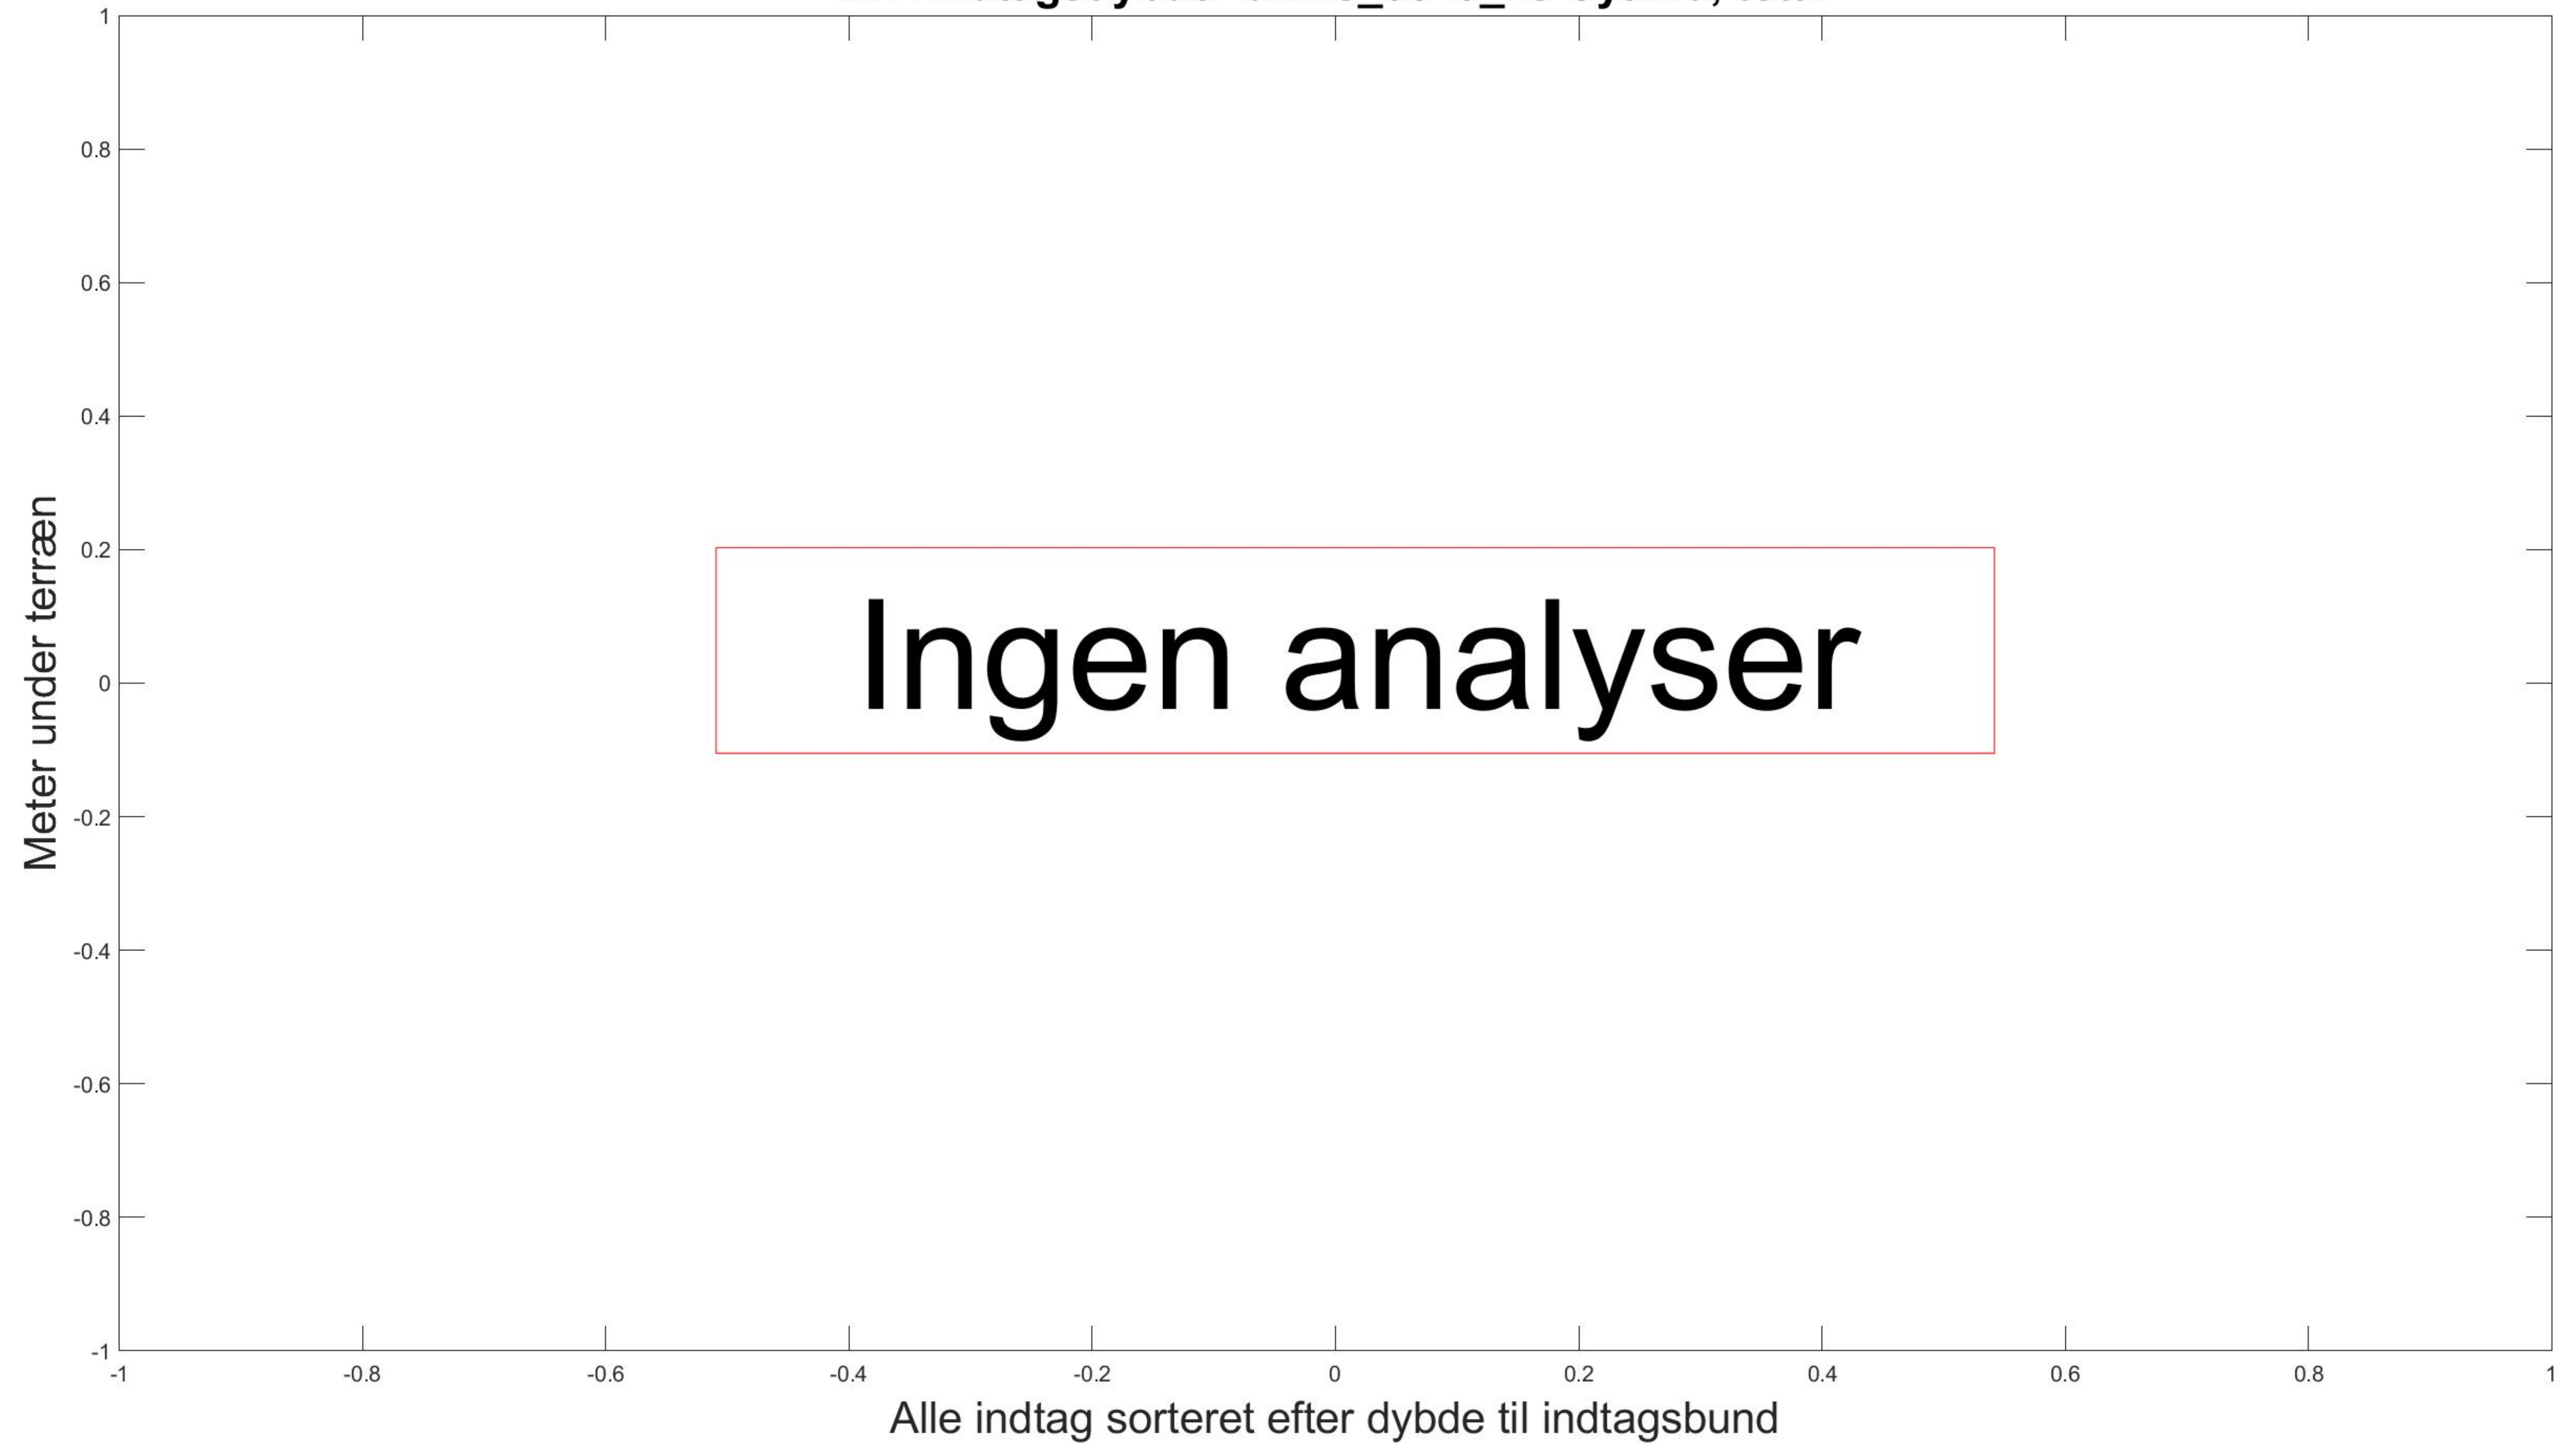 1
0.8
0.6
0.4
0.2
0
-0.2
-0.4
-0.6
-0.8
-1
Meter under terræn
Ingen analyser
-1 -0.8 -0.6 -0.4 -0.2 0 0.2 0.4 0.6 0.8 1
Alle indtag sorteret efter dybde til indtagsbund